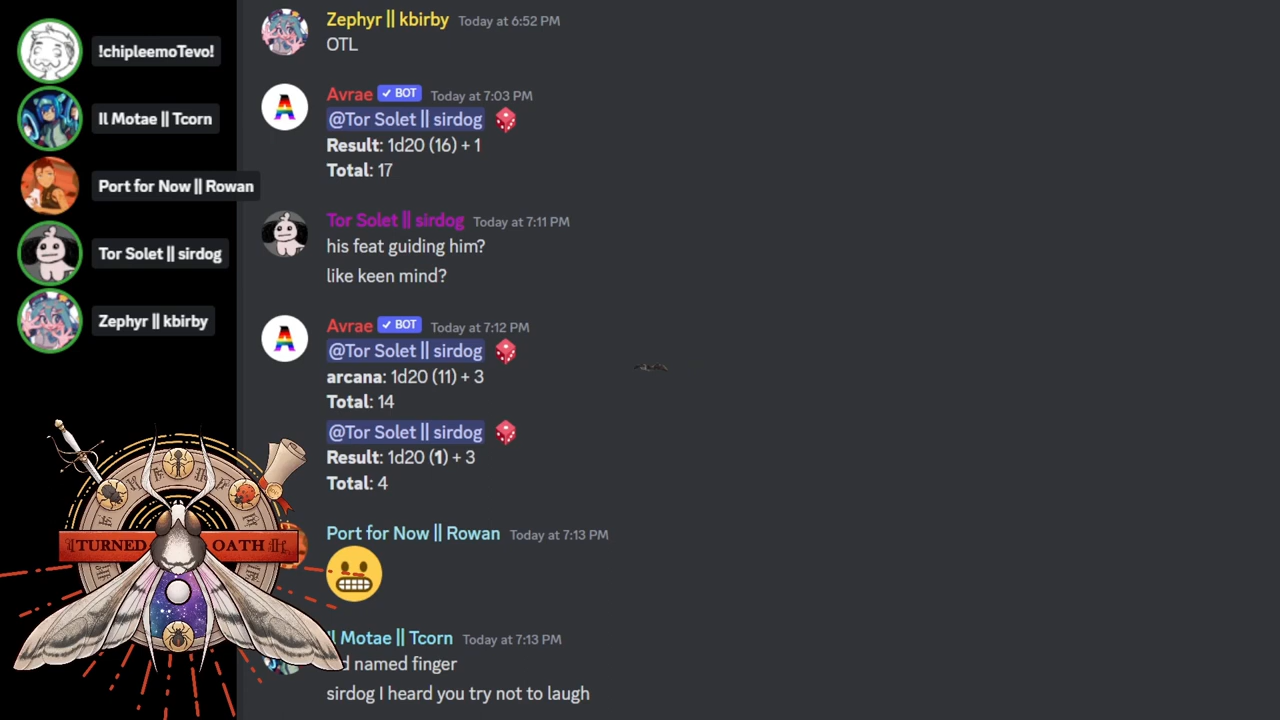 !chipleemoTevo!
Il Motae || Tcorn
Port for Now || Rowan
Tor Solet || sirdog
Zephyr || kbirby
TURNED OATH
Zephyr || kbirby Today at 6:52 PM
OTL
A
Avrae ✓ BOT Today at 7:03 PM
@Tor Solet || sirdog
Result: 1d20 (16) + 1
Total: 17
Tor Solet || sirdog Today at 7:11 PM
his feat guiding him?
like keen mind?
A
Avrae ✓ BOT Today at 7:12 PM
@Tor Solet || sirdog
arcana: 1d20 (11) + 3
Total: 14
@Tor Solet || sirdog
Result: 1d20 (1) + 3
Total: 4
Port for Now || Rowan Today at 7:13 PM
Il Motae || Tcorn Today at 7:13 PM
named finger
sirdog I heard you try not to laugh